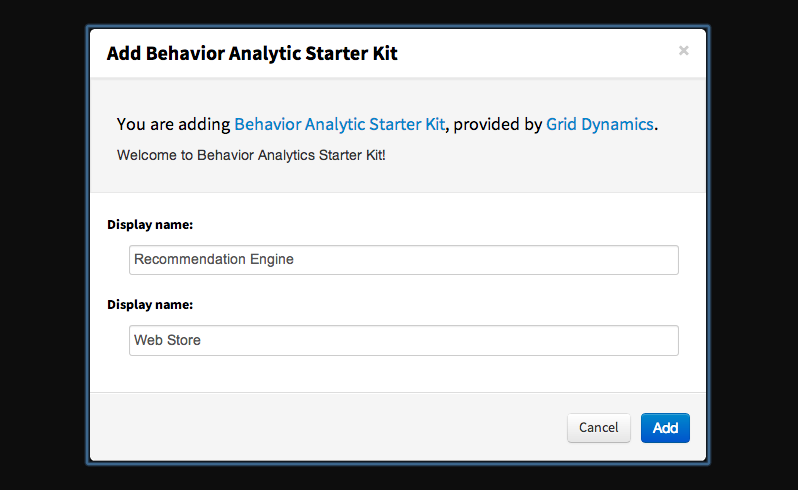 Add Behavior Analytic Starter Kit ×
You are adding Behavior Analytic Starter Kit, provided by Grid Dynamics.
Welcome to Behavior Analytics Starter Kit!
Display name:
Recommendation Engine
Display name:
Web Store
Cancel Add